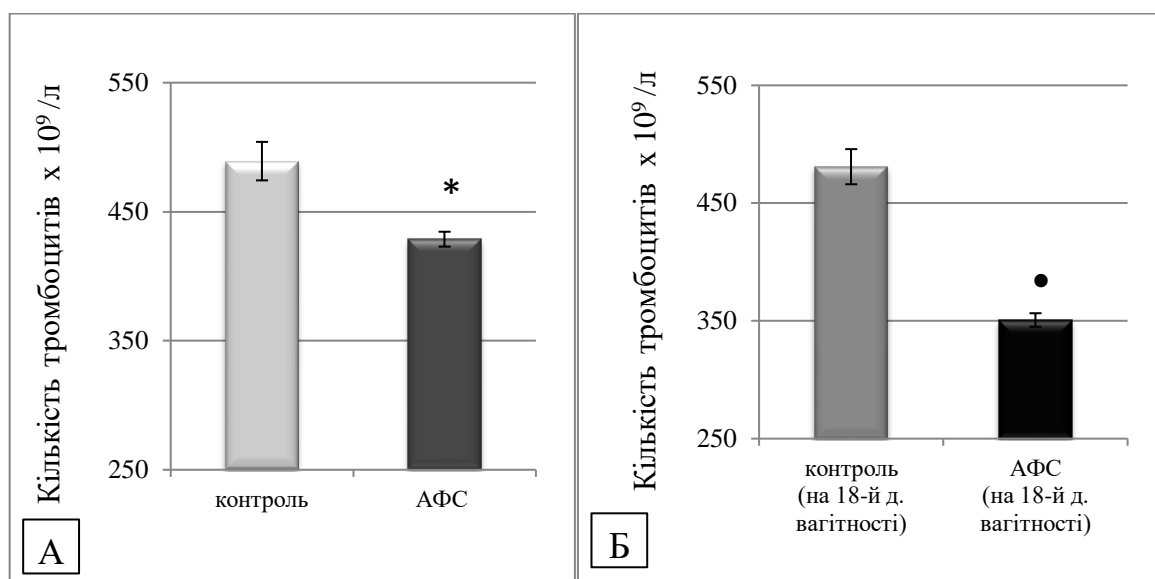 Кількість тромбоцитів х 10⁹/л
550
450
350
250
*
контроль
АФС
А
Кількість тромбоцитів х 10⁹/л
550
450
350
250
•
контроль
(на 18-й д.
вагітності)
АФС
(на 18-й д.
вагітності)
Б